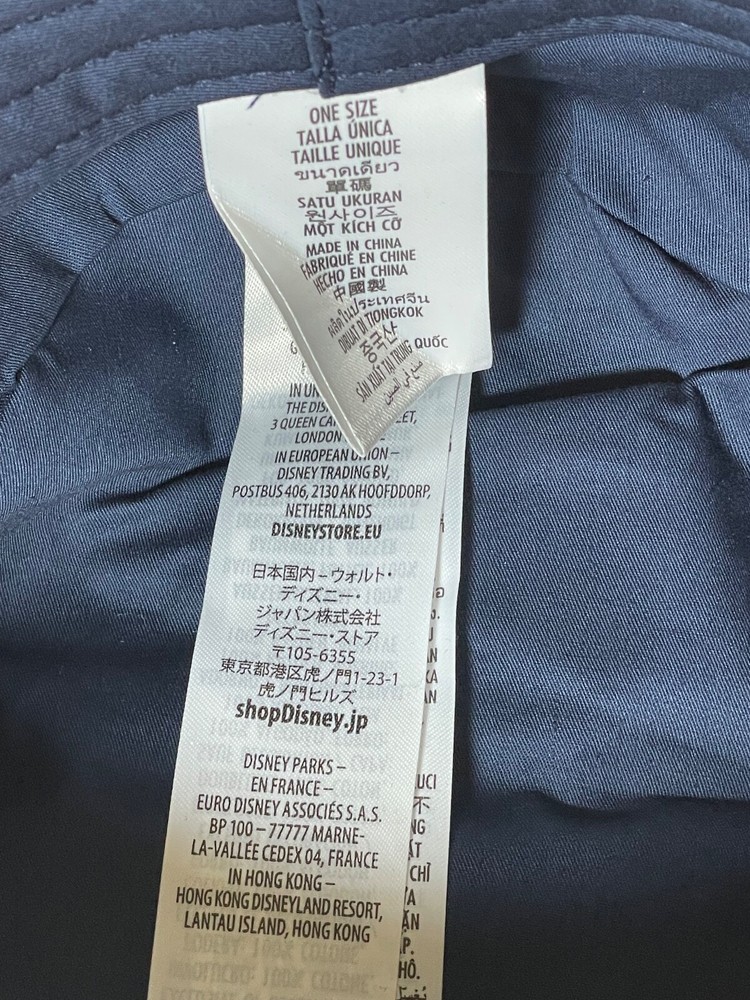 ONE SIZE
TALLA ÚNICA
TAILLE UNIQUE
ขนาดเดียว
單碼
SATU UKURAN
원사이즈
MỘT KÍCH CỠ
MADE IN CHINA
FABRIQUÉ EN CHINE
HECHO EN CHINA
中國製
ผลิตในประเทศจีน
DIBUAT DI TIONGKOK
중국산
SẢN XUẤT TẠI TRUNG QUỐC
صنع في الصين
IN
THE
3 QUEEN
LONDON
IN EUROPEAN UNION –
DISNEY TRADING BV,
POSTBUS 406, 2130 AK HOOFDDORP,
NETHERLANDS
DISNEYSTORE.EU
日本国内 – ウォルト・
ディズニー・
ジャパン株式会社
ディズニー・ストア
〒105-6355
東京都港区虎ノ門1-23-1
虎ノ門ヒルズ
shopDisney.jp
DISNEY PARKS –
EN FRANCE –
EURO DISNEY ASSOCIÉS S.A.S.
BP 100 – 77777 MARNE-
LA-VALLÉE CEDEX 04, FRANCE
IN HONG KONG –
HONG KONG DISNEYLAND RESORT,
LANTAU ISLAND, HONG KONG